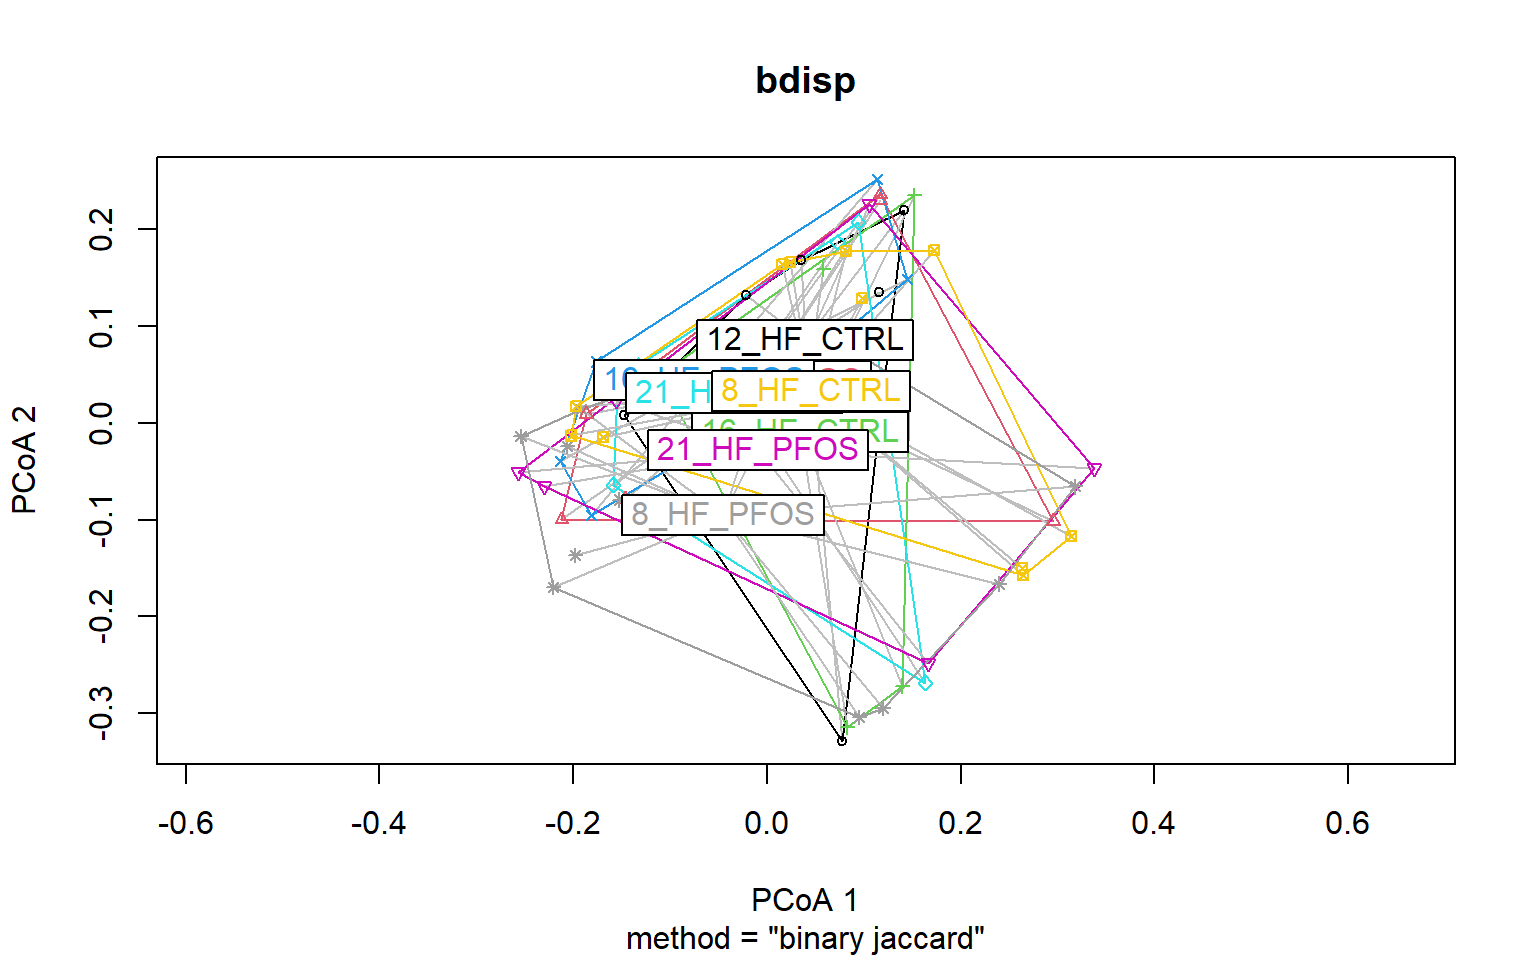 bdisp
PCoA 2
0.2
0.1
0.0
-0.1
-0.2
-0.3
12_HF_CTRL
21_H
8_HF_CTRL
16_HF_CTRL
21_HF_PFOS
8_HF_PFOS
-0.6
-0.4
-0.2
0.0
0.2
0.4
0.6
PCoA 1
method = "binary jaccard"